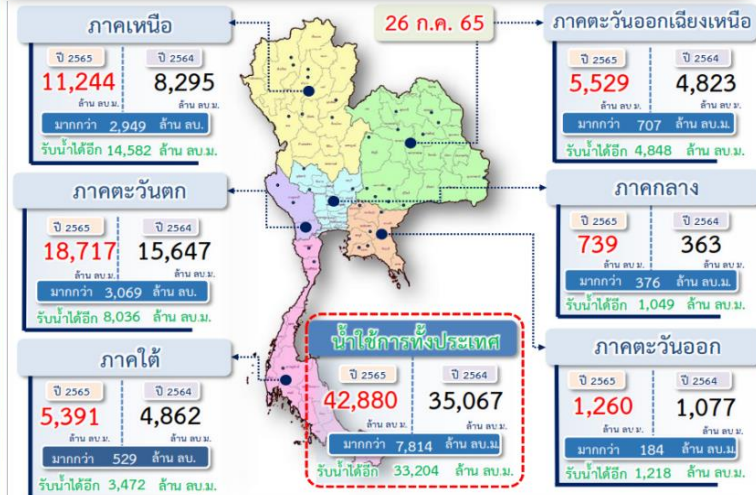 ภาคเหนือ
ปี 2565 ปี 2564
11,244 8,295
ล้าน ลบ.ม. ล้าน ลบ.ม.
มากกว่า 2,949 ล้าน ลบ.
รับน้ำได้อีก 14,582 ล้าน ลบ.ม.
26 ก.ค. 65
ภาคตะวันออกเฉียงเหนือ
ปี 2565 ปี 2564
5,529 4,823
ล้าน ลบ.ม. ล้าน ลบ.ม.
มากกว่า 707 ล้าน ลบ.ม.
รับน้ำได้อีก 4,848 ล้าน ลบ.ม.
ภาคตะวันตก
ปี 2565 ปี 2564
18,717 15,647
ล้าน ลบ.ม. ล้าน ลบ.ม.
มากกว่า 3,069 ล้าน ลบ.
รับน้ำได้อีก 8,036 ล้าน ลบ.ม.
ภาคกลาง
ปี 2565 ปี 2564
739 363
ล้าน ลบ.ม. ล้าน ลบ.ม.
มากกว่า 376 ล้าน ลบ.ม.
รับน้ำได้อีก 1,049 ล้าน ลบ.ม.
ภาคใต้
ปี 2565 ปี 2564
5,391 4,862
ล้าน ลบ.ม. ล้าน ลบ.ม.
มากกว่า 529 ล้าน ลบ.
รับน้ำได้อีก 3,472 ล้าน ลบ.ม.
น้ำใช้การทั้งประเทศ
ปี 2565 ปี 2564
42,880 35,067
ล้าน ลบ.ม. ล้าน ลบ.ม.
มากกว่า 7,814 ล้าน ลบ.ม.
รับน้ำได้อีก 33,204 ล้าน ลบ.ม.
ภาคตะวันออก
ปี 2565 ปี 2564
1,260 1,077
ล้าน ลบ.ม. ล้าน ลบ.ม.
มากกว่า 184 ล้าน ลบ.ม.
รับน้ำได้อีก 1,218 ล้าน ลบ.ม.